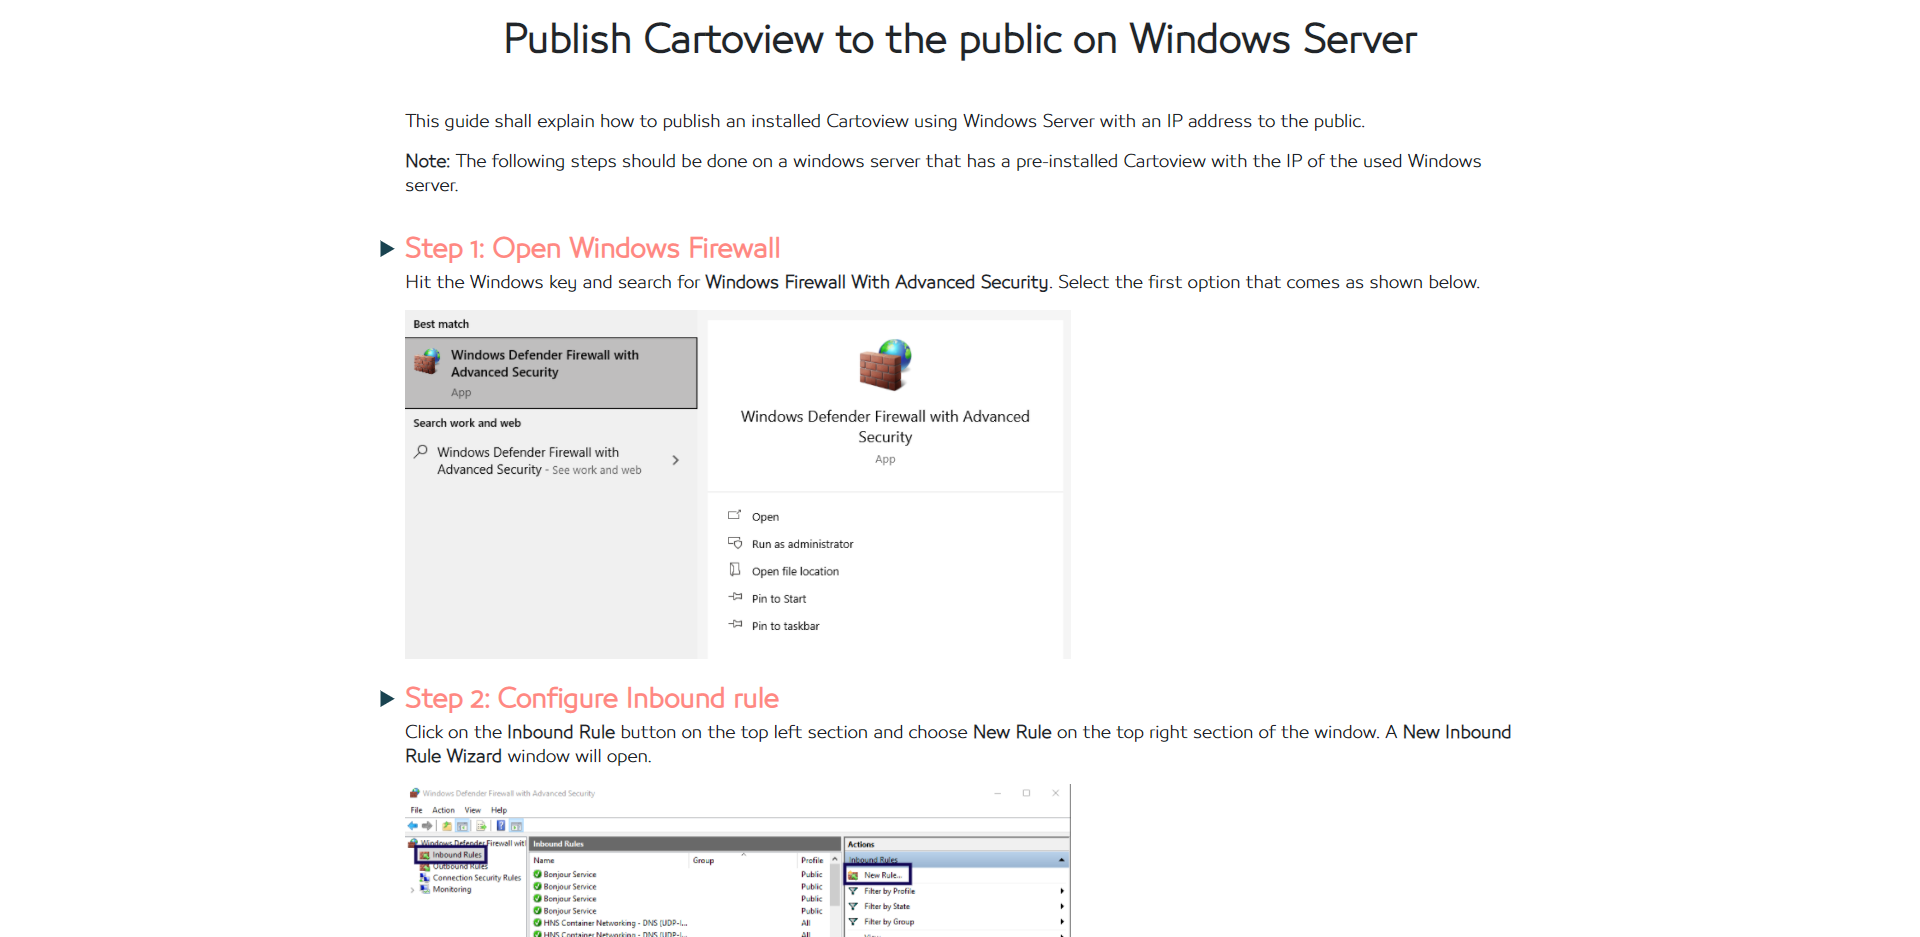 Publish Cartoview to the public on Windows Server
This guide shall explain how to publish an installed Cartoview using Windows Server with an IP address to the public.
Note: The following steps should be done on a windows server that has a pre-installed Cartoview with the IP of the used Windows
server.
Step 1: Open Windows Firewall
Hit the Windows key and search for Windows Firewall With Advanced Security. Select the first option that comes as shown below.
Best match
Windows Defender Firewall with
Advanced Security
App
Search work and web
Windows Defender Firewall with
Advanced Security - See work and web
Windows Defender Firewall with Advanced
Security
App
Open
Run as administrator
Open file location
Pin to Start
Pin to taskbar
Step 2: Configure Inbound rule
Click on the Inbound Rule button on the top left section and choose New Rule on the top right section of the window. A New Inbound
Rule Wizard window will open.
Windows Defender Firewall with Advanced Security
File Action View Help
Windows Defender Firewall wit
Inbound Rules
Outbound Rules
Connection Security Rules
Monitoring
Inbound Rules
Name Group Profile
Bonjour Service Public
Bonjour Service Public
Bonjour Service Public
Bonjour Service Public
HNS Container Networking - DNS (UDP-I... All
HNS Container Networking - DNS (UDP-I... All
Actions
Inbound Rules
New Rule...
Filter by Profile
Filter by State
Filter by Group
View